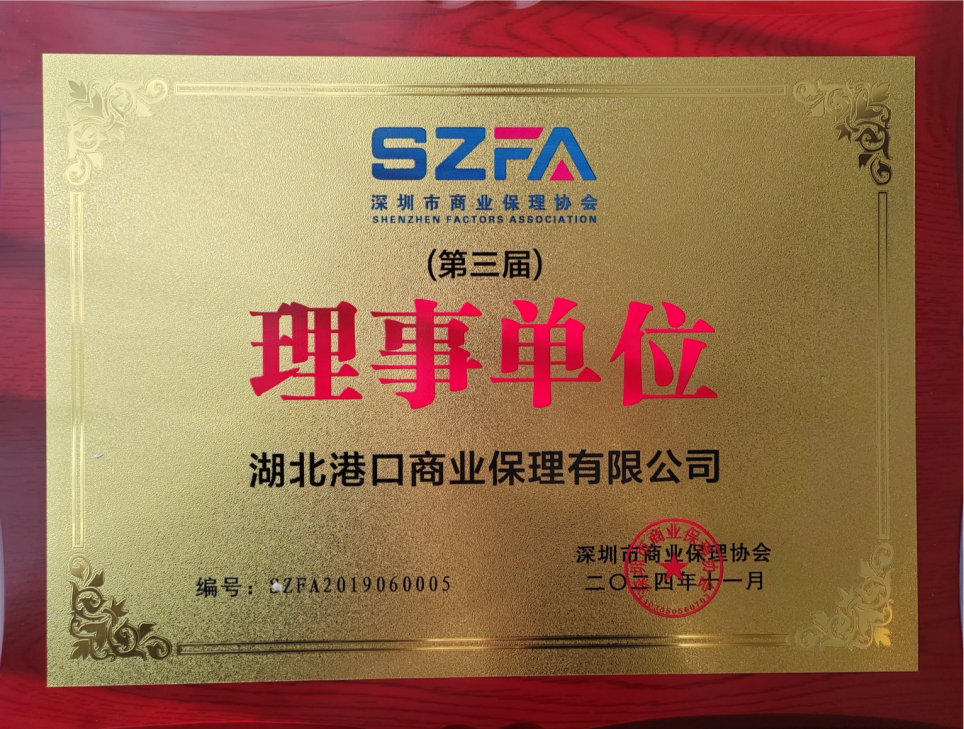 SZFA
深圳市商业保理协会
SHENZHEN FACTORS ASSOCIATION
(第三届)
理事单位
湖北港口商业保理有限公司
深圳市商业保理协会
编号：SZFA2019060005
二〇二四年十一月